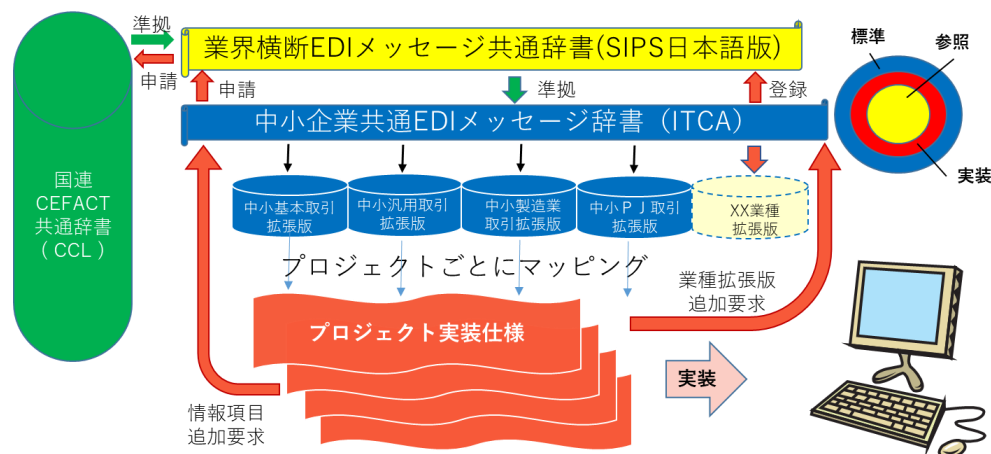 準拠
業界横断EDIメッセージ共通辞書(SIPS日本語版)
申請
標準
参照
申請
準拠
登録
中小企業共通EDIメッセージ辞書（ITCA）
実装
国連
CEFACT
共通辞書
( CCL )
中小基本取引
拡張版
中小汎用取引
拡張版
中小製造業
取引拡張版
中小ＰＪ取引
拡張版
XX業種
拡張版
プロジェクトごとにマッピング
業種拡張版
追加要求
プロジェクト実装仕様
実装
情報項目
追加要求